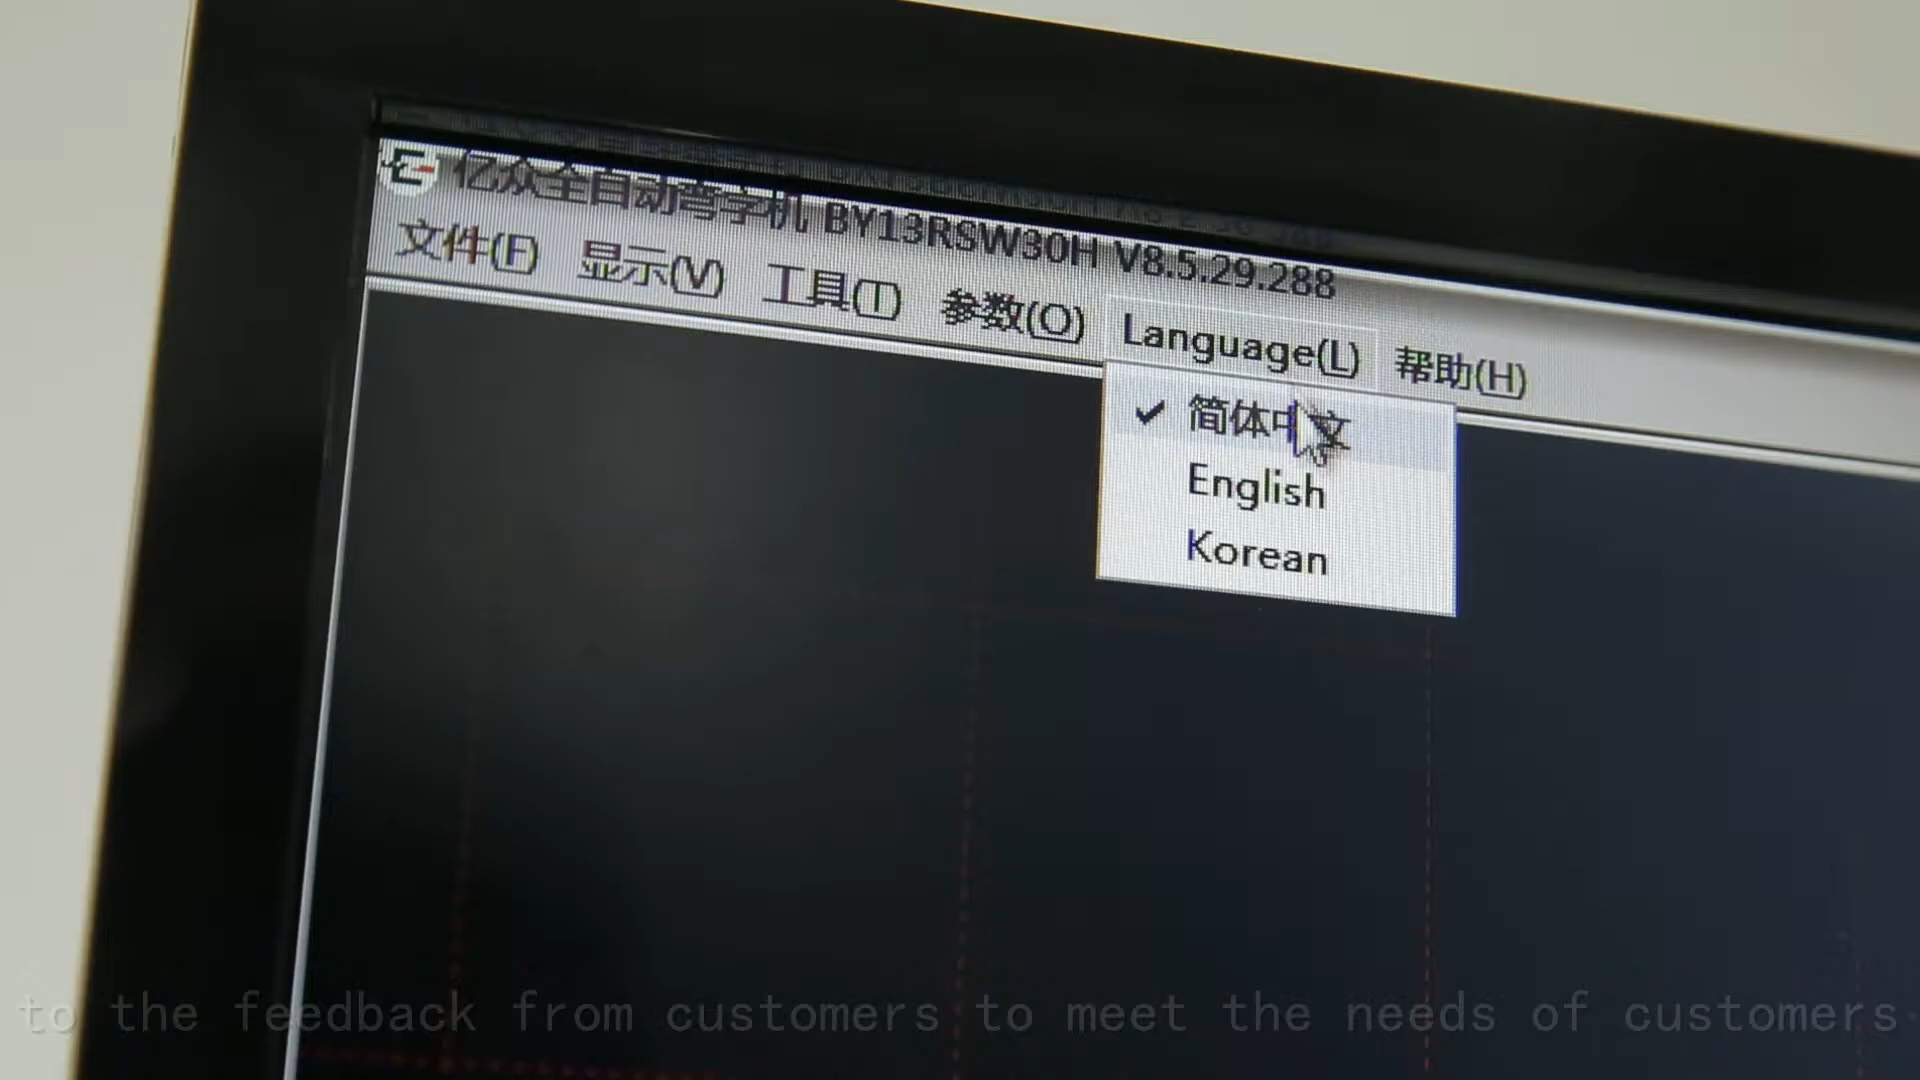 亿众全自动弯字机 BY13RSW30H V8.5.29.288
文件(F) 显示(V) 工具(T) 参数(O) Language(L) 帮助(H)
✔ 简体中文
English
Korean
to the feedback from customers to meet the needs of customers.